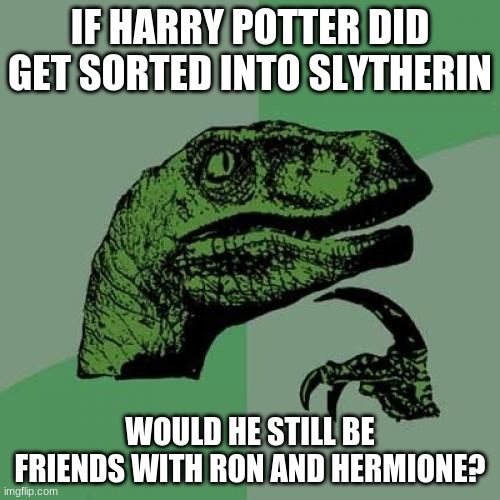 IF HARRY POTTER DID
GET SORTED INTO SLYTHERIN
WOULD HE STILL BE
FRIENDS WITH RON AND HERMIONE?
imgflip.com